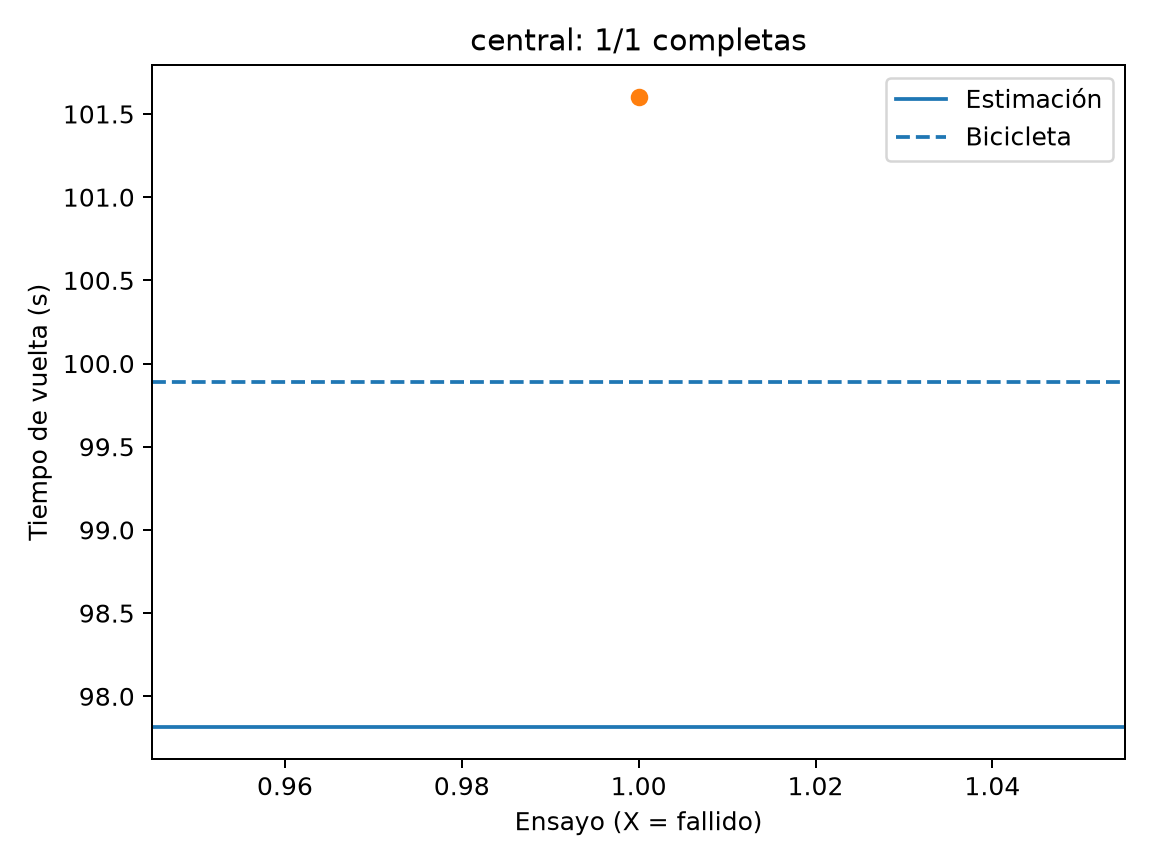 central: 1/1 completas
Estimación
Bicicleta
Tiempo de vuelta (s)
101.5
101.0
100.5
100.0
99.5
99.0
98.5
98.0
0.96
0.98
1.00
1.02
1.04
Ensayo (X = fallido)